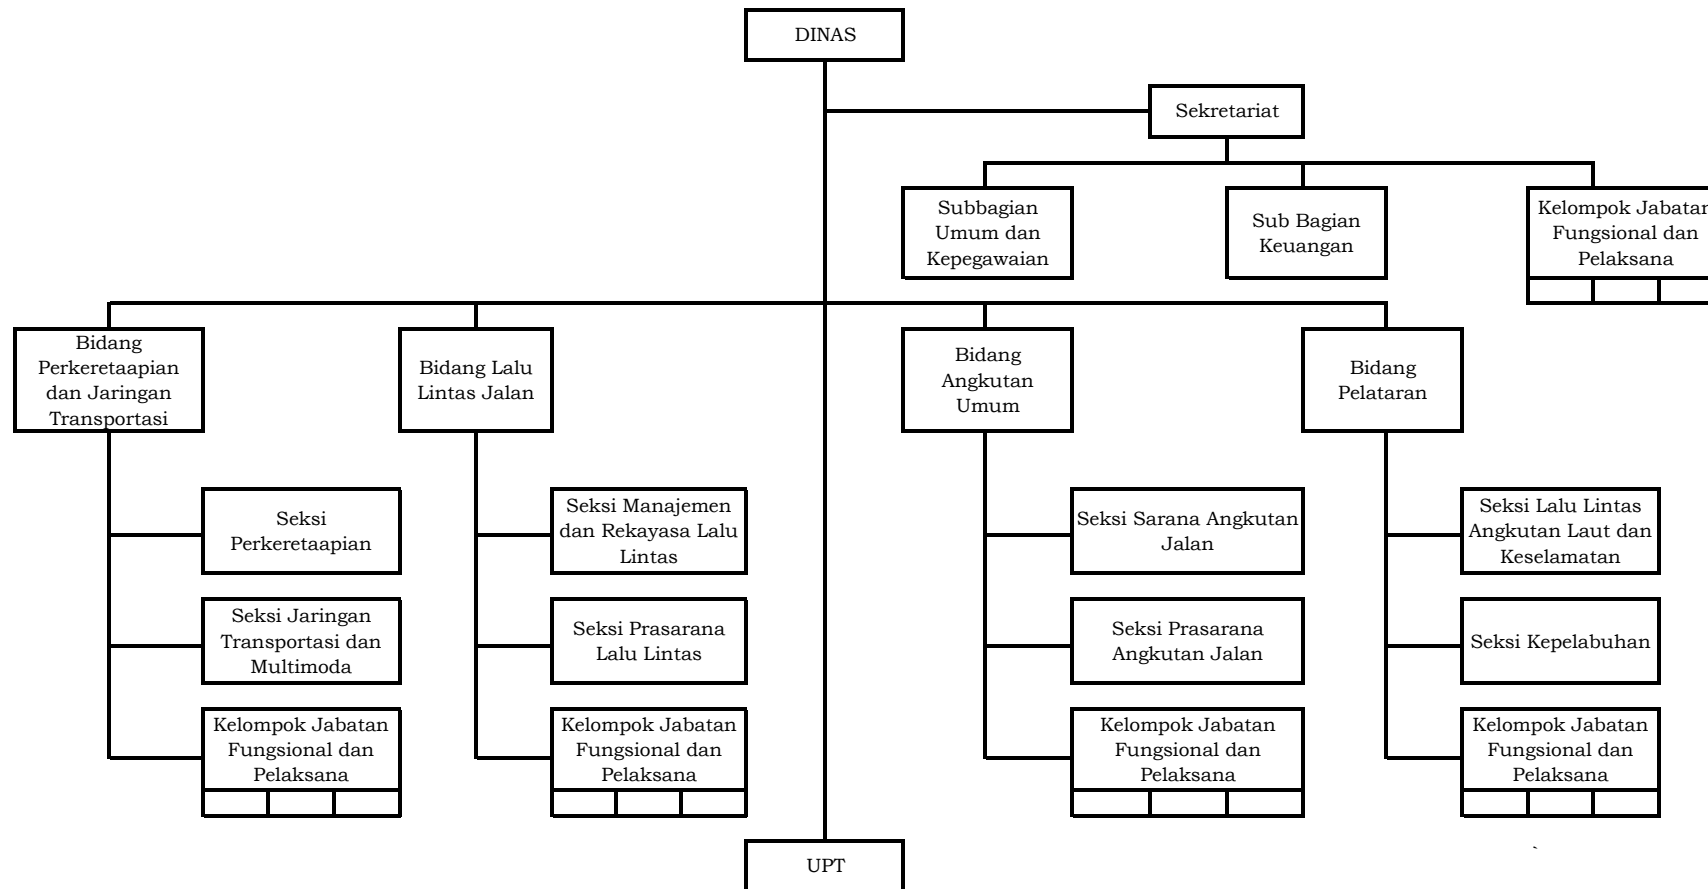 DINAS
Sekretariat
Subbagian
Umum dan
Kepegawaian
Sub Bagian
Keuangan
Kelompok Jabatan
Fungsional dan
Pelaksana
Bidang
Perkeretaapian
dan Jaringan
Transportasi
Bidang Lalu
Lintas Jalan
Bidang
Angkutan
Umum
Bidang
Pelataran
Seksi
Perkeretaapian
Seksi Manajemen
dan Rekayasa Lalu
Lintas
Seksi Sarana Angkutan
Jalan
Seksi Lalu Lintas
Angkutan Laut dan
Keselamatan
Seksi Jaringan
Transportasi dan
Multimoda
Seksi Prasarana
Lalu Lintas
Seksi Prasarana
Angkutan Jalan
Seksi Kepelabuhan
Kelompok Jabatan
Fungsional dan
Pelaksana
Kelompok Jabatan
Fungsional dan
Pelaksana
Kelompok Jabatan
Fungsional dan
Pelaksana
Kelompok Jabatan
Fungsional dan
Pelaksana
UPT
`